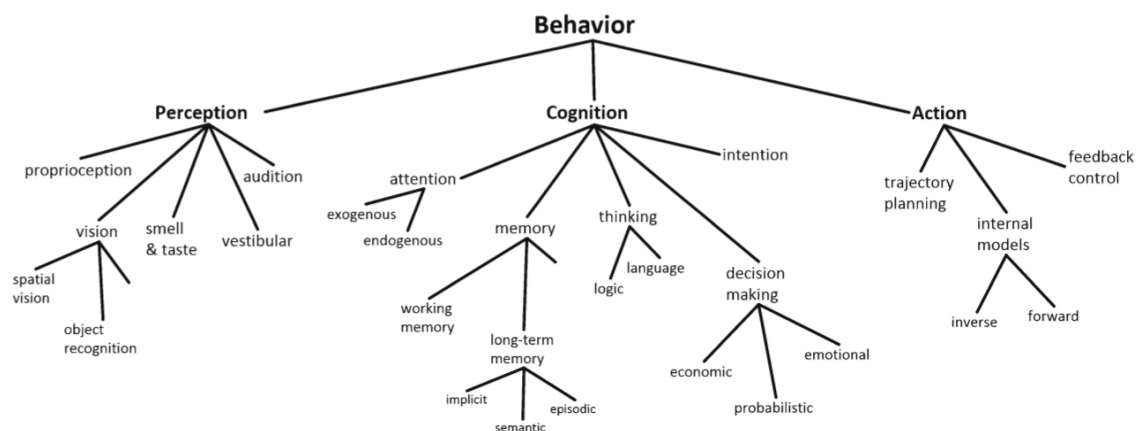 Behavior
Perception
Cognition
Action
proprioception
audition
vision
smell
& taste
vestibular
spatial
vision
object
recognition
attention
intention
exogenous
endogenous
memory
thinking
working
memory
long-term
memory
implicit
semantic
episodic
logic
language
decision
making
economic
probabilistic
emotional
trajectory
planning
feedback
control
internal
models
inverse
forward